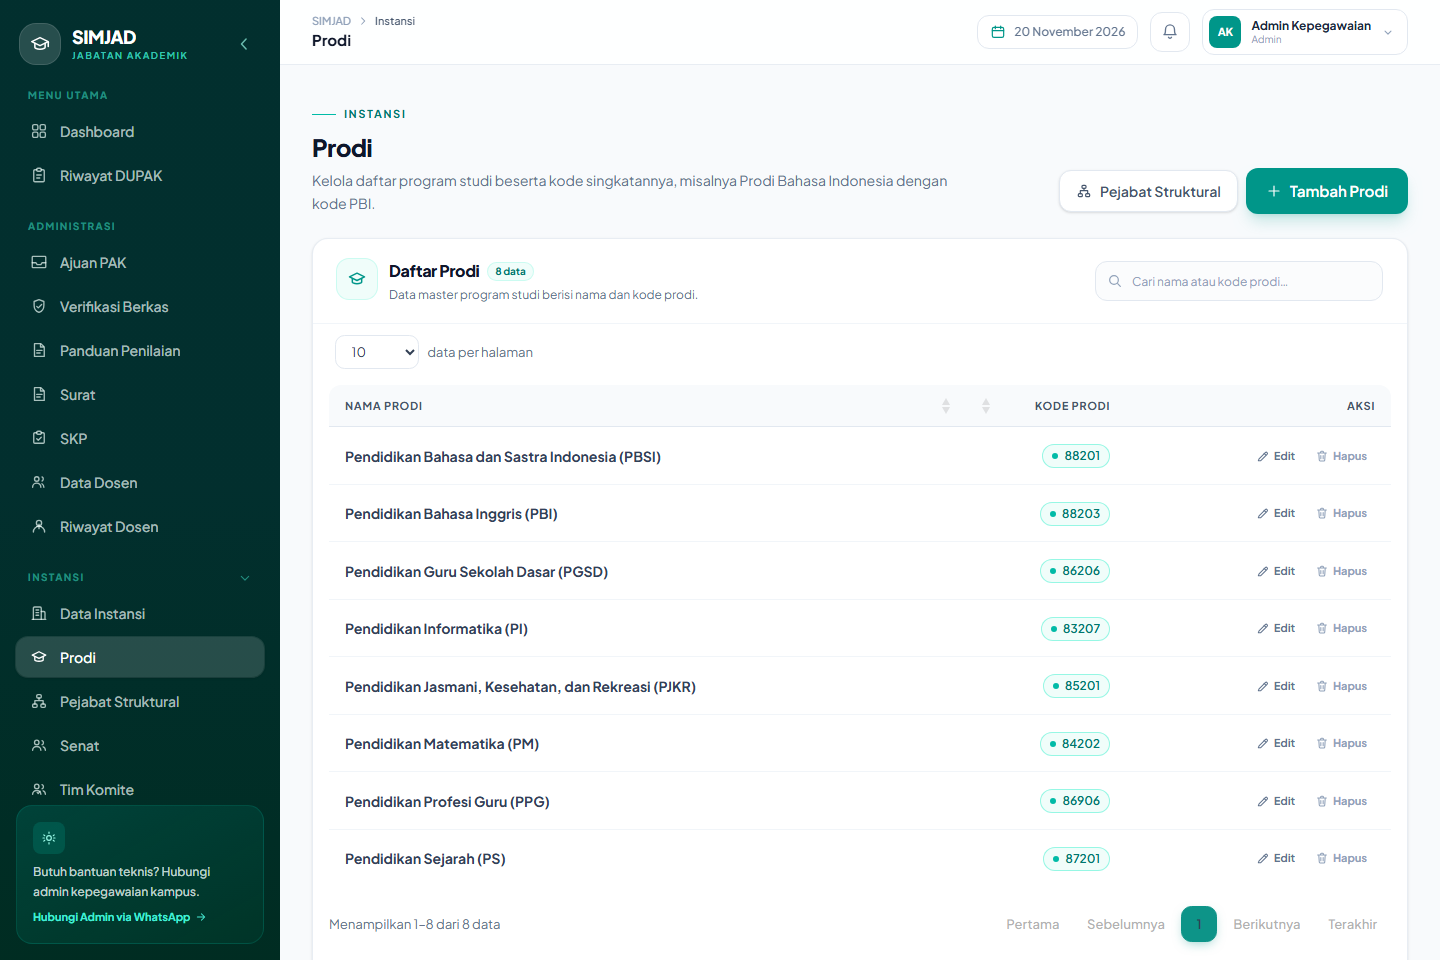 SIMJAD
JABATAN AKADEMIK
MENU UTAMA
Dashboard
Riwayat DUPAK
ADMINISTRASI
Ajuan PAK
Verifikasi Berkas
Panduan Penilaian
Surat
SKP
Data Dosen
Riwayat Dosen
INSTANSI
Data Instansi
Prodi
Pejabat Struktural
Senat
Tim Komite
Butuh bantuan teknis? Hubungi
admin kepegawaian kampus.
Hubungi Admin via WhatsApp →
SIMJAD > Instansi
Prodi
20 November 2026
AK
Admin Kepegawaian
Admin
INSTANSI
Prodi
Kelola daftar program studi beserta kode singkatannya, misalnya Prodi Bahasa Indonesia dengan
kode PBI.
Pejabat Struktural
+ Tambah Prodi
Daftar Prodi 8 data
Data master program studi berisi nama dan kode prodi.
Cari nama atau kode prodi...
10 data per halaman
NAMA PRODI KODE PRODI AKSI
Pendidikan Bahasa dan Sastra Indonesia (PBSI) 88201 Edit Hapus
Pendidikan Bahasa Inggris (PBI) 88203 Edit Hapus
Pendidikan Guru Sekolah Dasar (PGSD) 86206 Edit Hapus
Pendidikan Informatika (PI) 83207 Edit Hapus
Pendidikan Jasmani, Kesehatan, dan Rekreasi (PJKR) 85201 Edit Hapus
Pendidikan Matematika (PM) 84202 Edit Hapus
Pendidikan Profesi Guru (PPG) 86906 Edit Hapus
Pendidikan Sejarah (PS) 87201 Edit Hapus
Menampilkan 1–8 dari 8 data
Pertama Sebelumnya 1 Berikutnya Terakhir